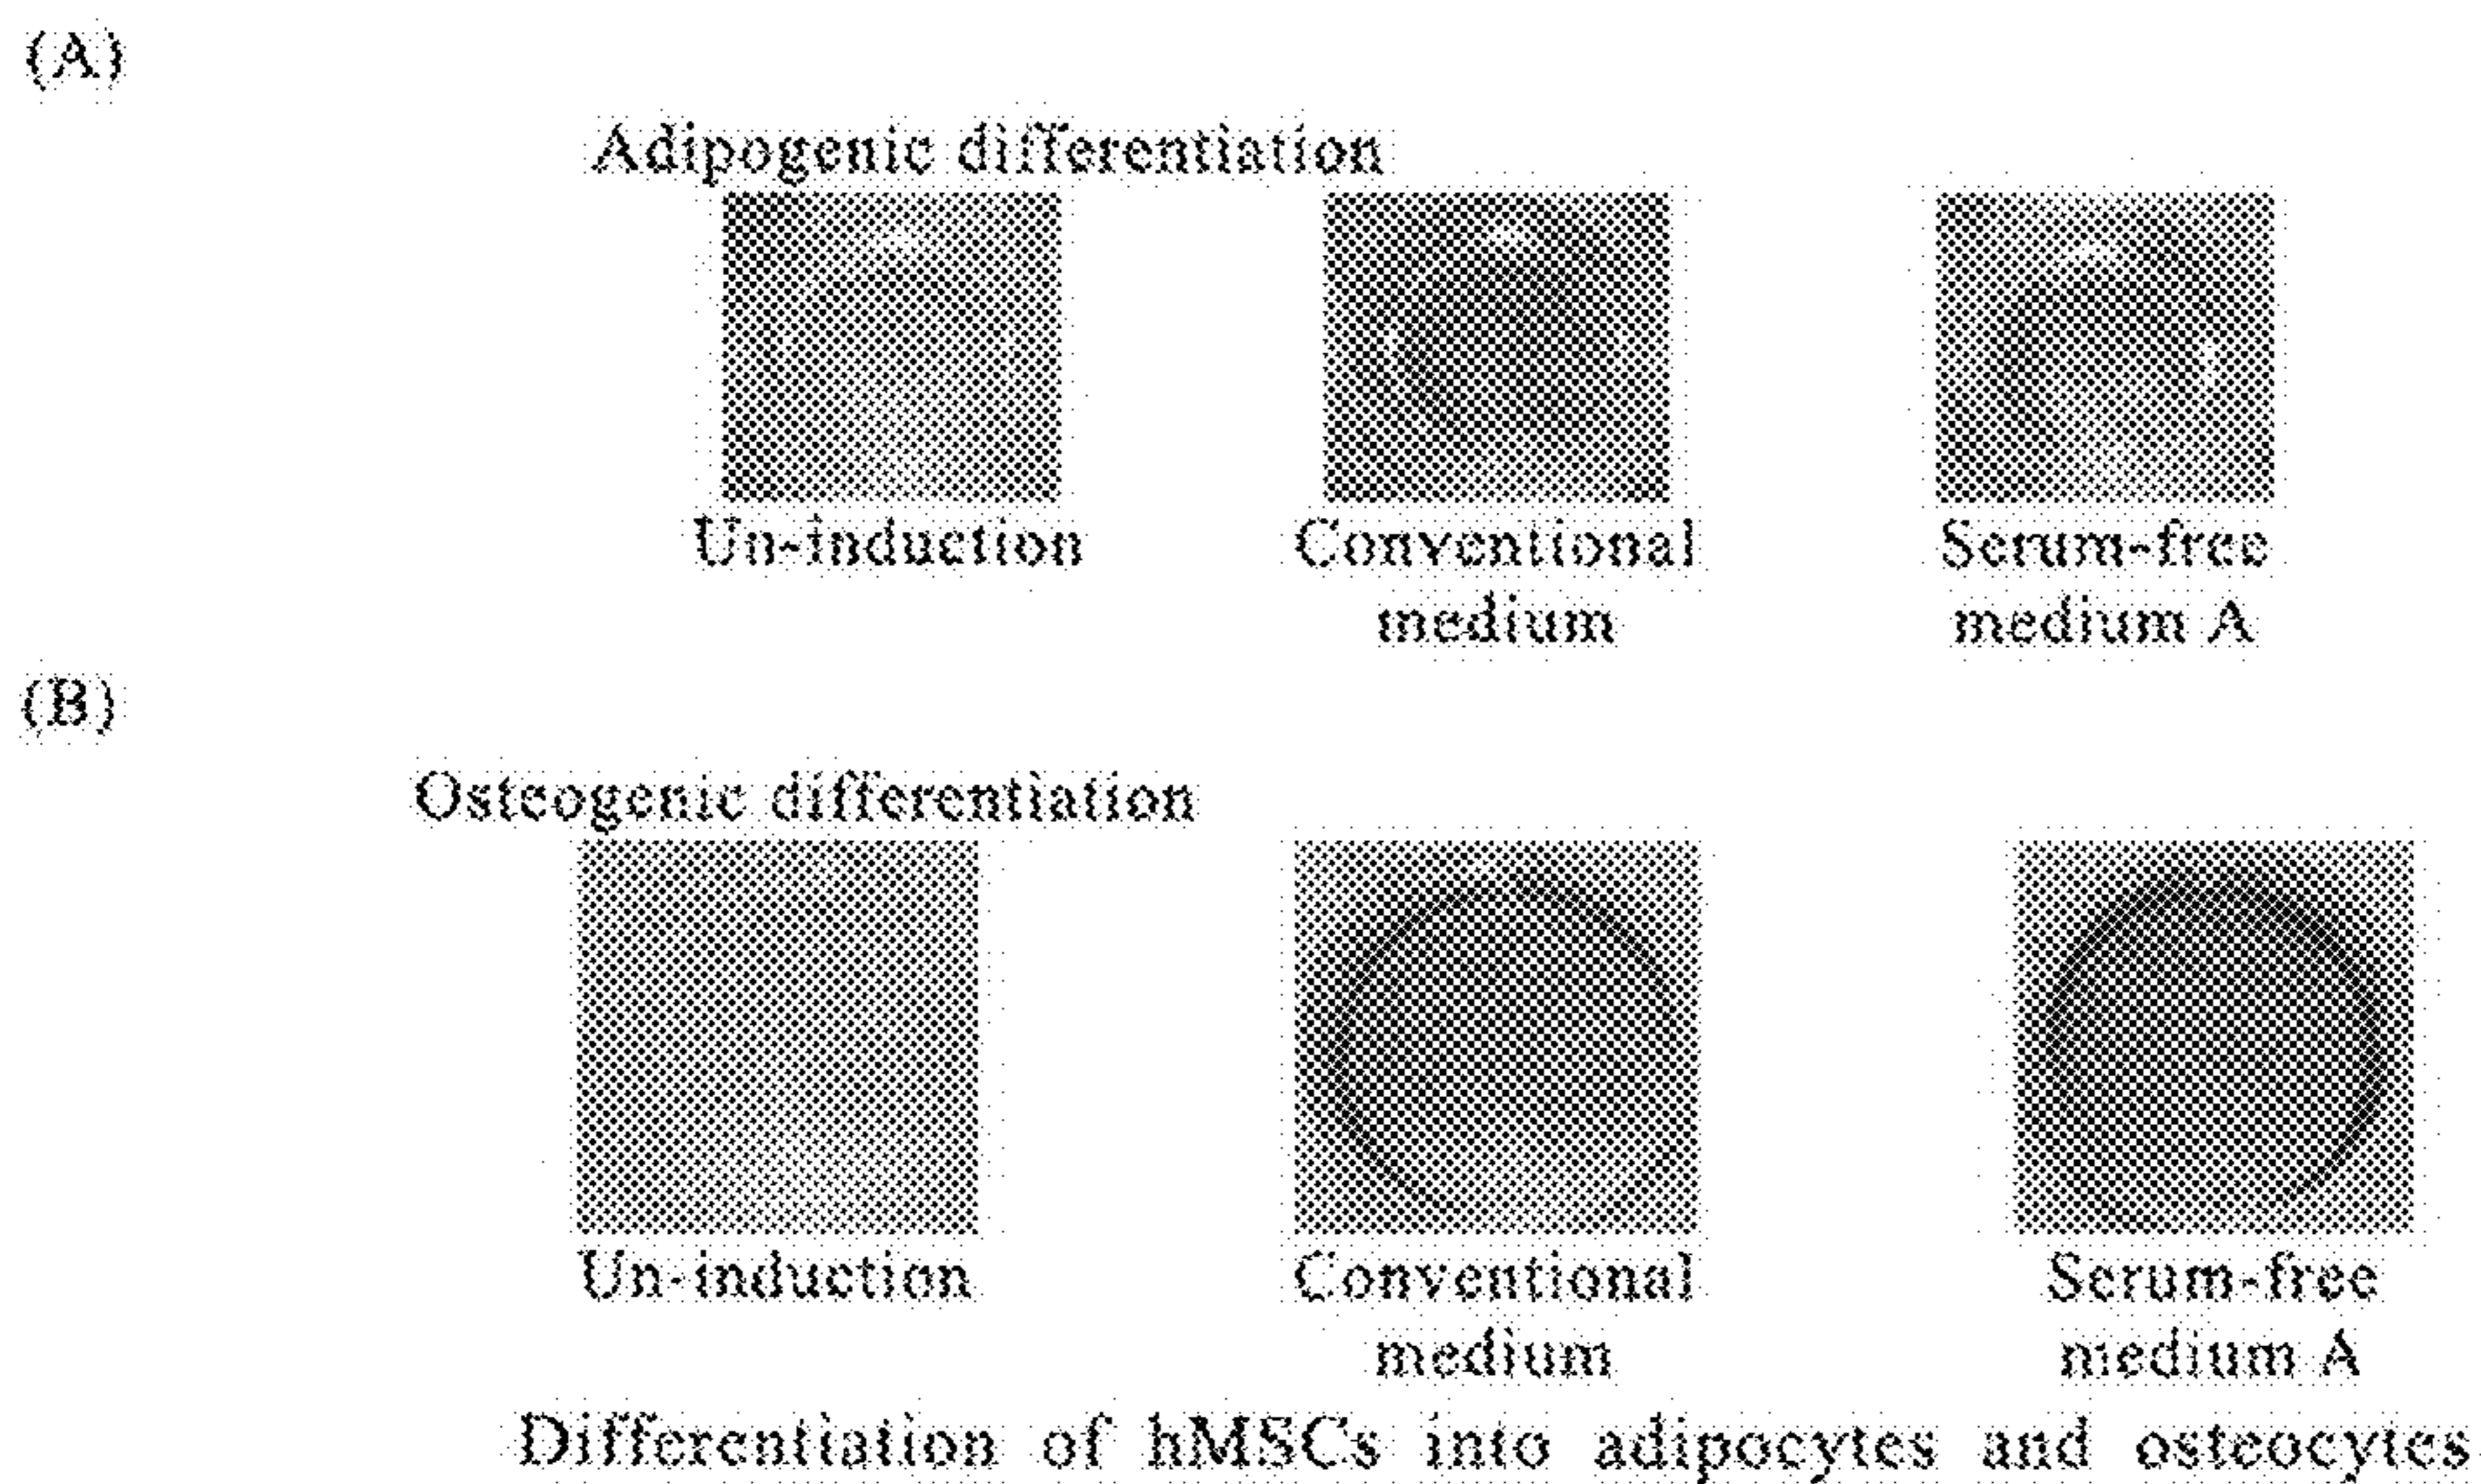 (A)
Adipogenic differentiation
Un-induction
Conventional
medium
Serum-free
medium A
(B)
Osteogenic differentiation
Un-induction
Conventional
medium
Serum-free
medium A
Differentiation of hMSCs into adipocytes and osteocytes